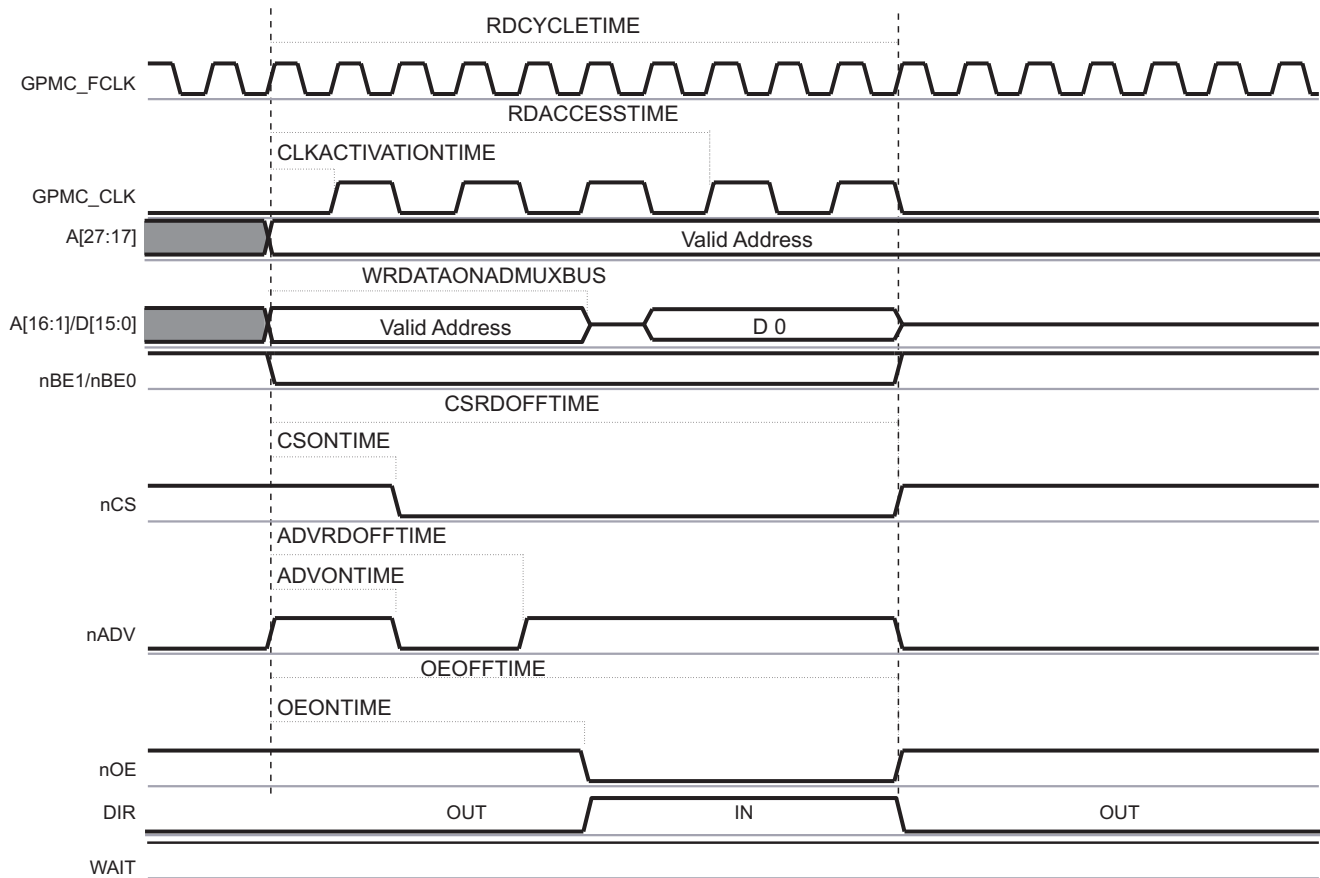 RDCYCLETIME
GPMC_FCLK
RDACCESSTIME
CLKACTIVATIONTIME
GPMC_CLK
A[27:17]
Valid Address
WRDATAONADMUXBUS
A[16:1]/D[15:0]
Valid Address
D 0
nBE1/nBE0
CSRDOFFTIME
CSONTIME
nCS
ADVRDOFFTIME
ADVONTIME
nADV
OEOFFTIME
OEONTIME
nOE
DIR
OUT
IN
OUT
WAIT